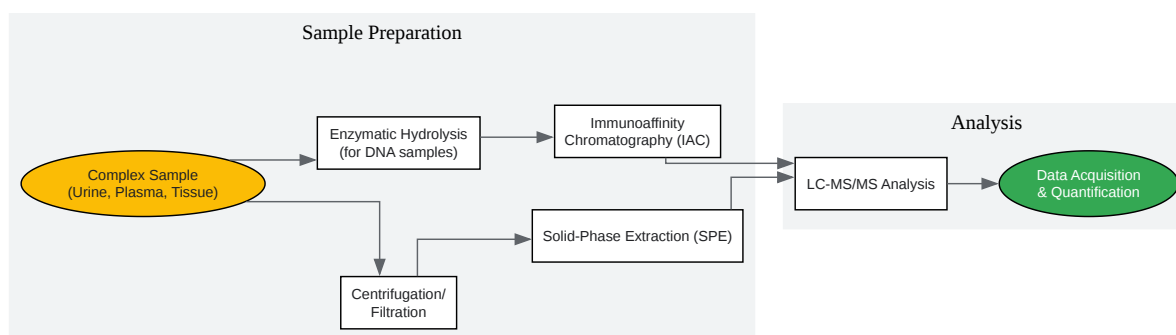 Sample Preparation
Complex Sample
(Urine, Plasma, Tissue)
Enzymatic Hydrolysis
(for DNA samples)
Immunoaffinity
Chromatography (IAC)
Centrifugation/
Filtration
Solid-Phase Extraction (SPE)
Analysis
LC-MS/MS Analysis
Data Acquisition
& Quantification